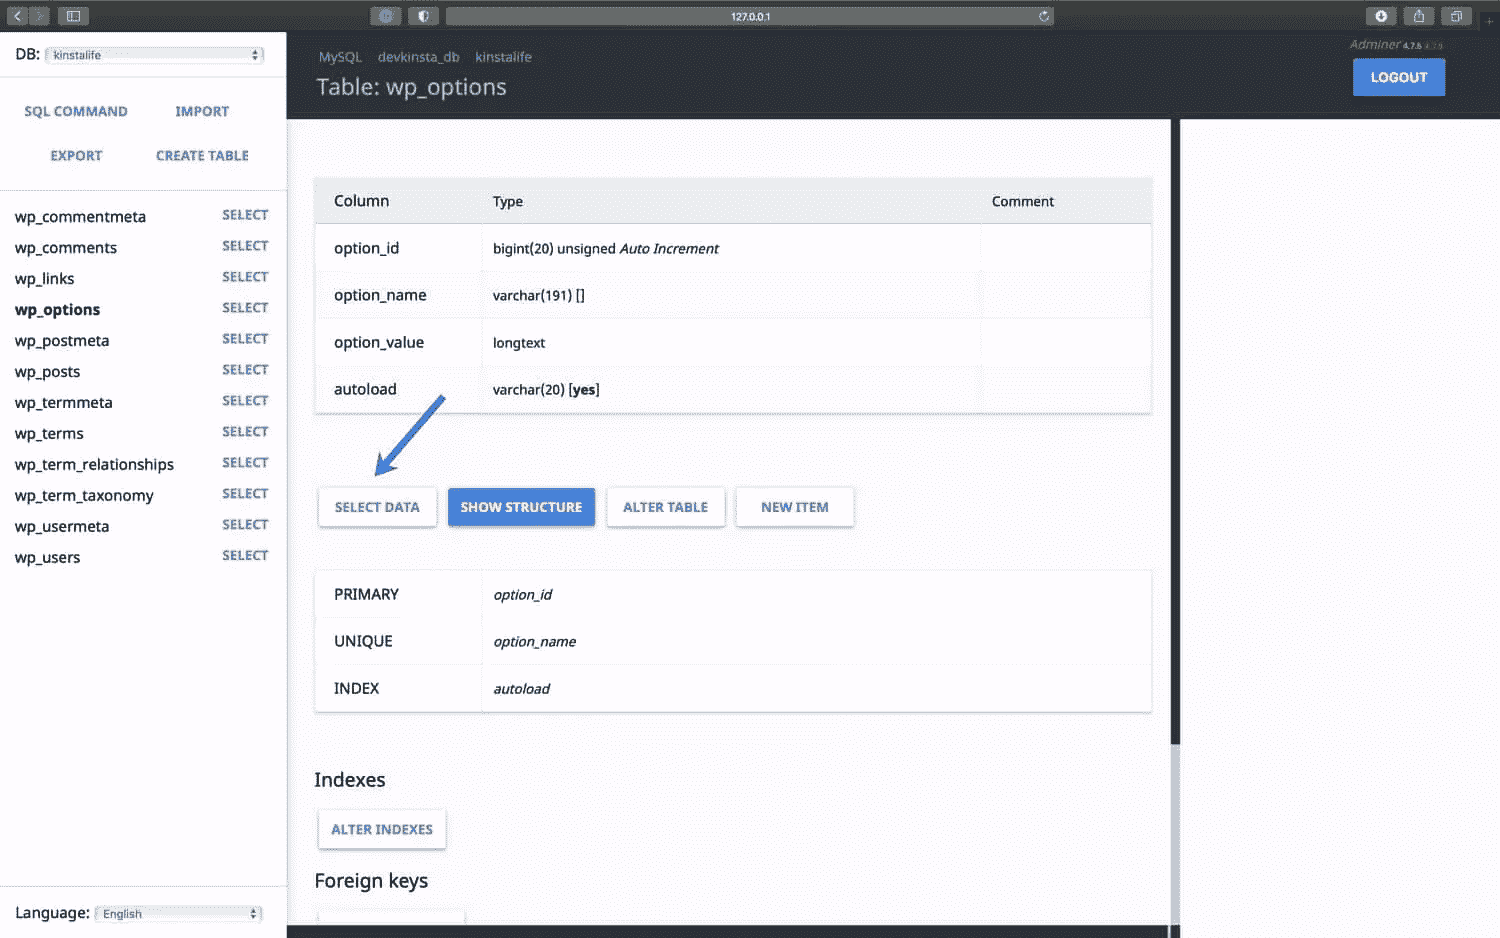 127.0.0.1
DB: kinstalife
SQL COMMAND IMPORT
EXPORT CREATE TABLE
wp_commentmeta SELECT
wp_comments SELECT
wp_links SELECT
wp_options SELECT
wp_postmeta SELECT
wp_posts SELECT
wp_termmeta SELECT
wp_terms SELECT
wp_term_relationships SELECT
wp_term_taxonomy SELECT
wp_usermeta SELECT
wp_users SELECT
Language: English
MySQL devkinsta_db kinstalife
Table: wp_options
Adminer 4.7.6 4.7.8
LOGOUT
Column Type Comment
option_id bigint(20) unsigned Auto Increment
option_name varchar(191) []
option_value longtext
autoload varchar(20) [yes]
SELECT DATA SHOW STRUCTURE ALTER TABLE NEW ITEM
PRIMARY option_id
UNIQUE option_name
INDEX autoload
Indexes
ALTER INDEXES
Foreign keys